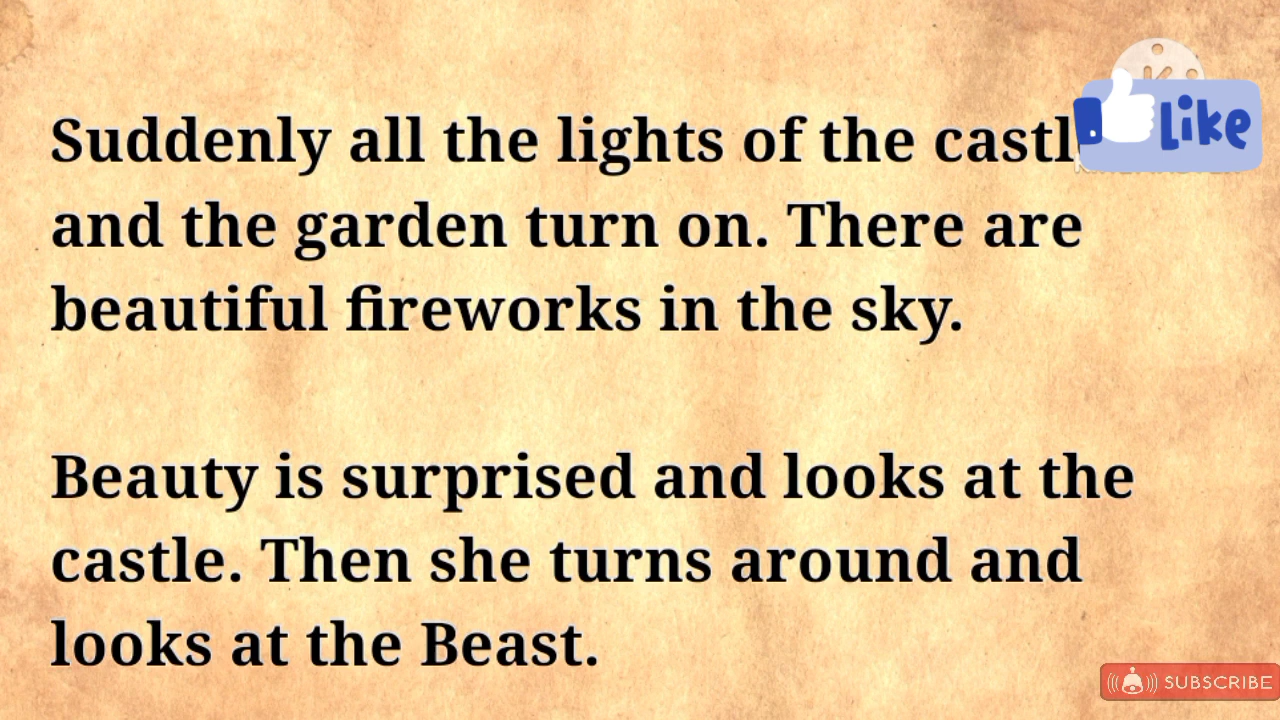 Suddenly all the lights of the castl
and the garden turn on. There are
beautiful fireworks in the sky.
Beauty is surprised and looks at the
castle. Then she turns around and
looks at the Beast.
Like
SUBSCRIBE